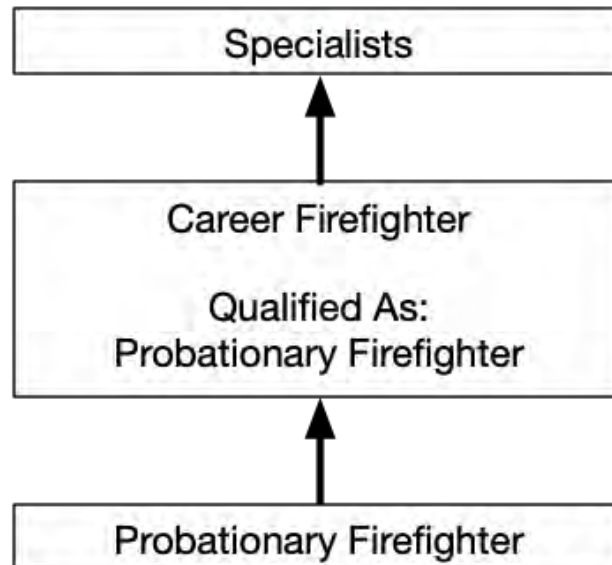 Specialists
Career Firefighter
Qualified As:
Probationary Firefighter
Probationary Firefighter